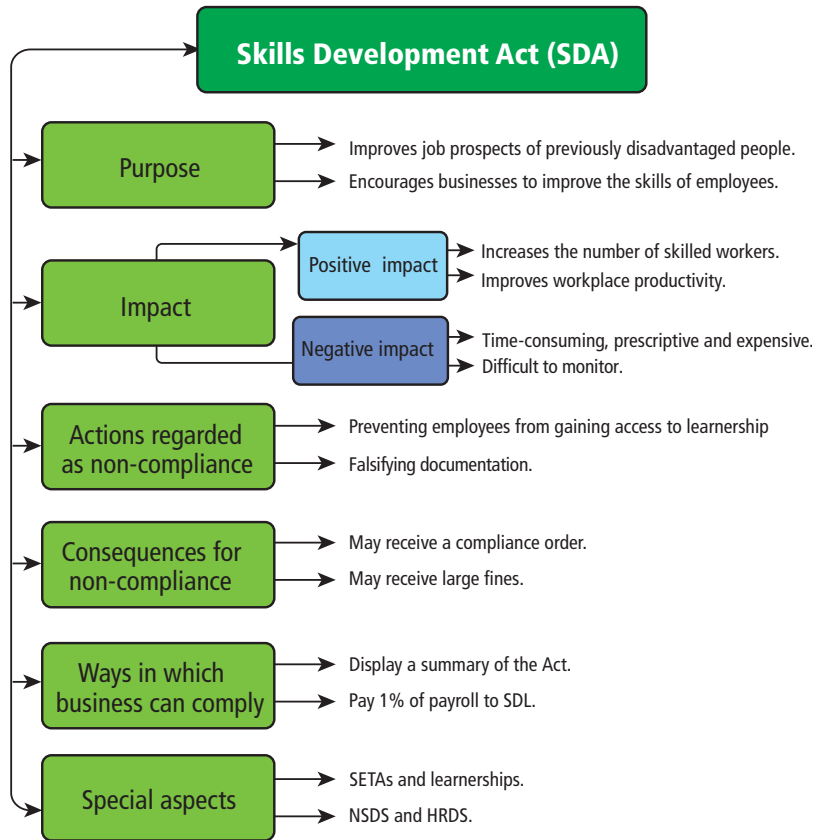 Skills Development Act (SDA)
Purpose
Improves job prospects of previously disadvantaged people.
Encourages businesses to improve the skills of employees.
Impact
Positive impact
Increases the number of skilled workers.
Improves workplace productivity.
Negative impact
Time-consuming, prescriptive and expensive.
Difficult to monitor.
Actions regarded
as non-compliance
Preventing employees from gaining access to learnership
Falsifying documentation.
Consequences for
non-compliance
May receive a compliance order.
May receive large fines.
Ways in which
business can comply
Display a summary of the Act.
Pay 1% of payroll to SDL.
Special aspects
SETAs and learnerships.
NSDS and HRDS.